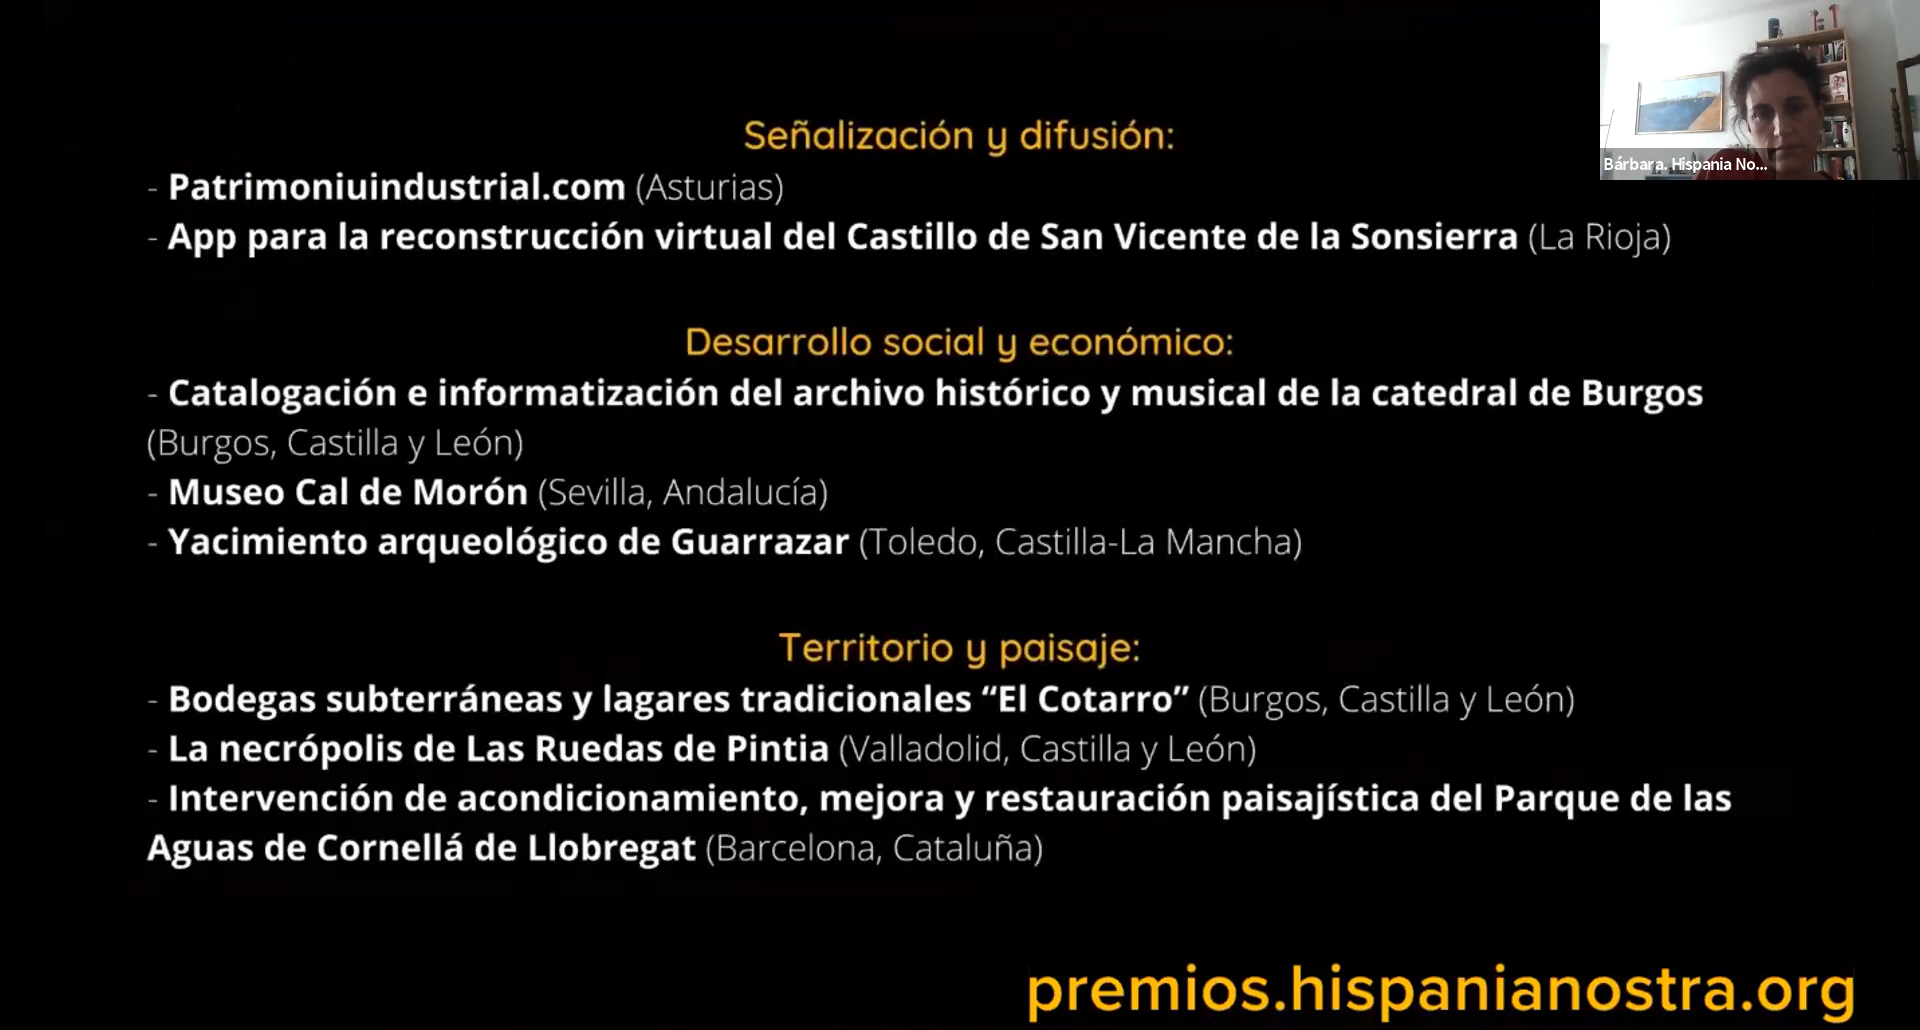 Señalización y difusión:
- Patrimoniuindustrial.com (Asturias)
- App para la reconstrucción virtual del Castillo de San Vicente de la Sonsierra (La Rioja)
Desarrollo social y económico:
- Catalogación e informatización del archivo histórico y musical de la catedral de Burgos
(Burgos, Castilla y León)
- Museo Cal de Morón (Sevilla, Andalucía)
- Yacimiento arqueológico de Guarrazar (Toledo, Castilla-La Mancha)
Territorio y paisaje:
- Bodegas subterráneas y lagares tradicionales “El Cotarro” (Burgos, Castilla y León)
- La necrópolis de Las Ruedas de Pintia (Valladolid, Castilla y León)
- Intervención de acondicionamiento, mejora y restauración paisajística del Parque de las
Aguas de Cornellá de Llobregat (Barcelona, Cataluña)
premios.hispanianostra.org
Bárbara. Hispania No...